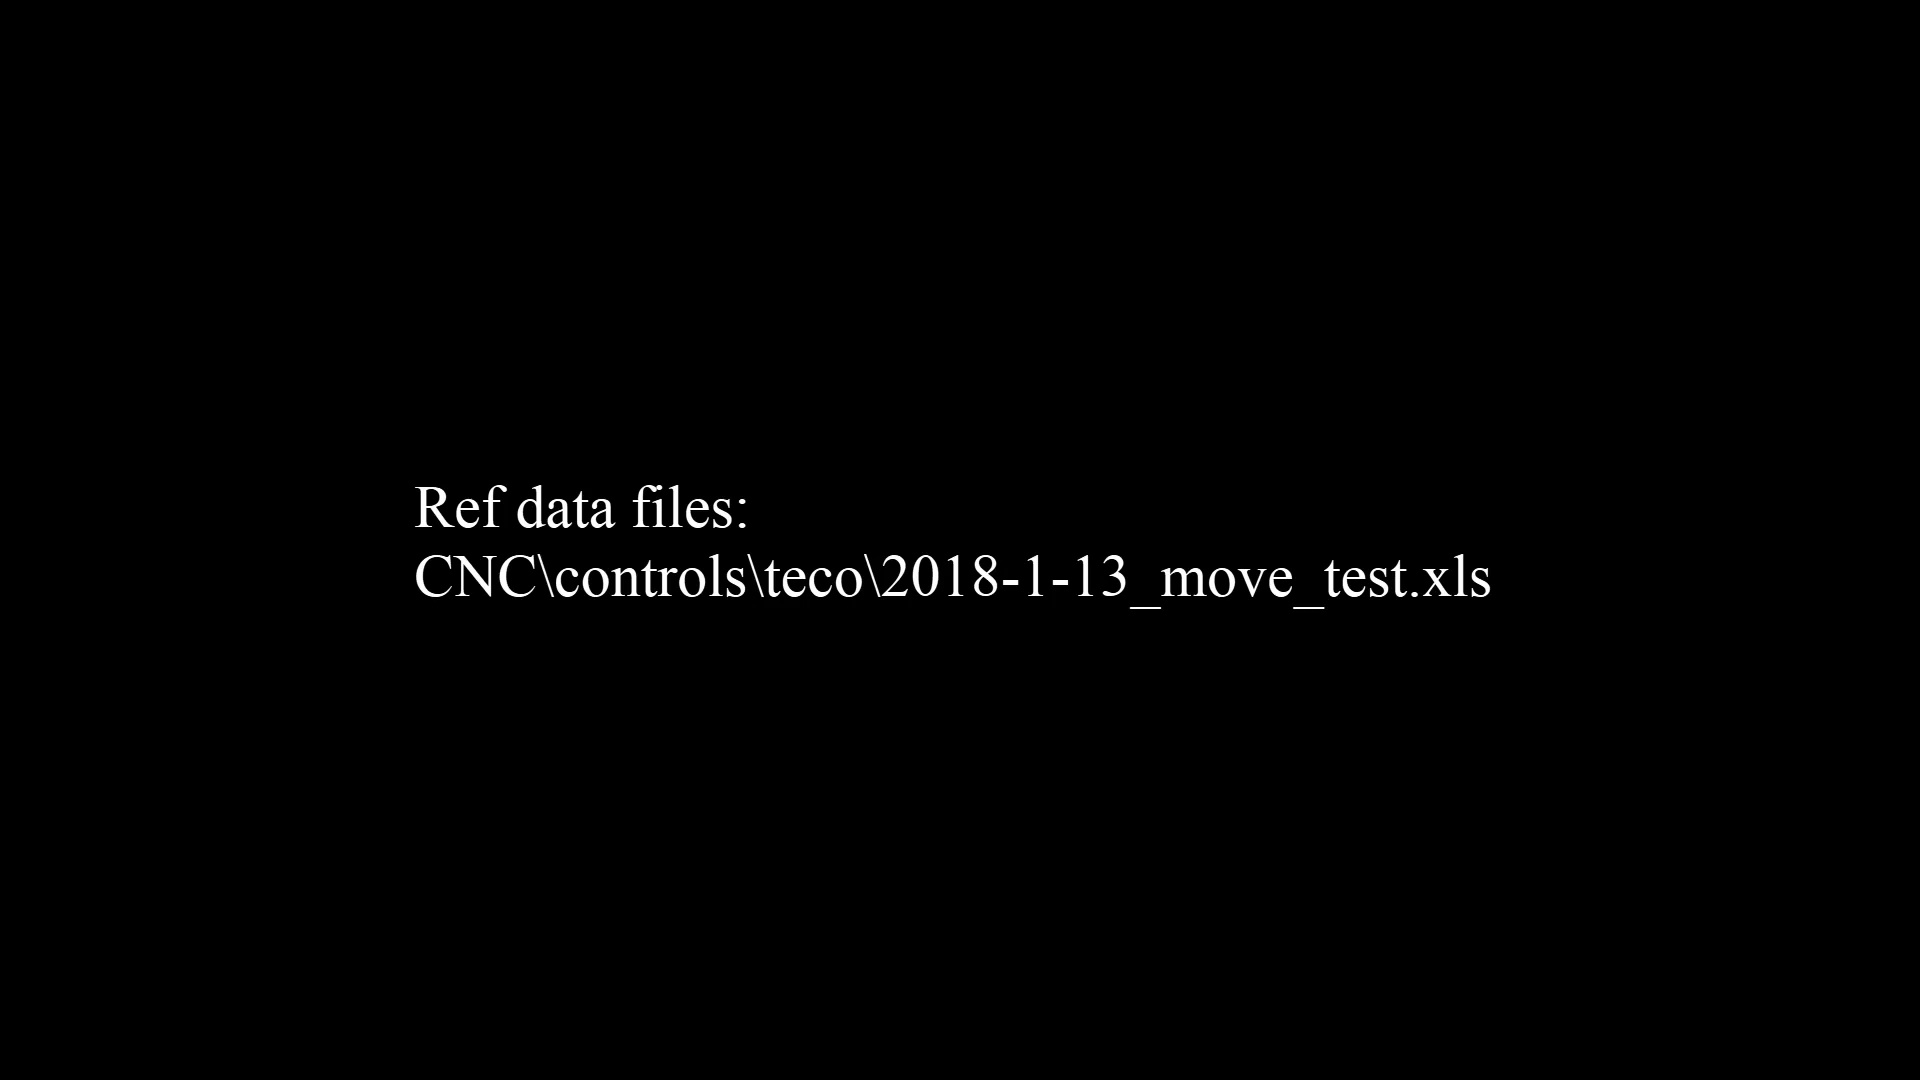 Ref data files:
CNC\controls\teco\2018-1-13_move_test.xls